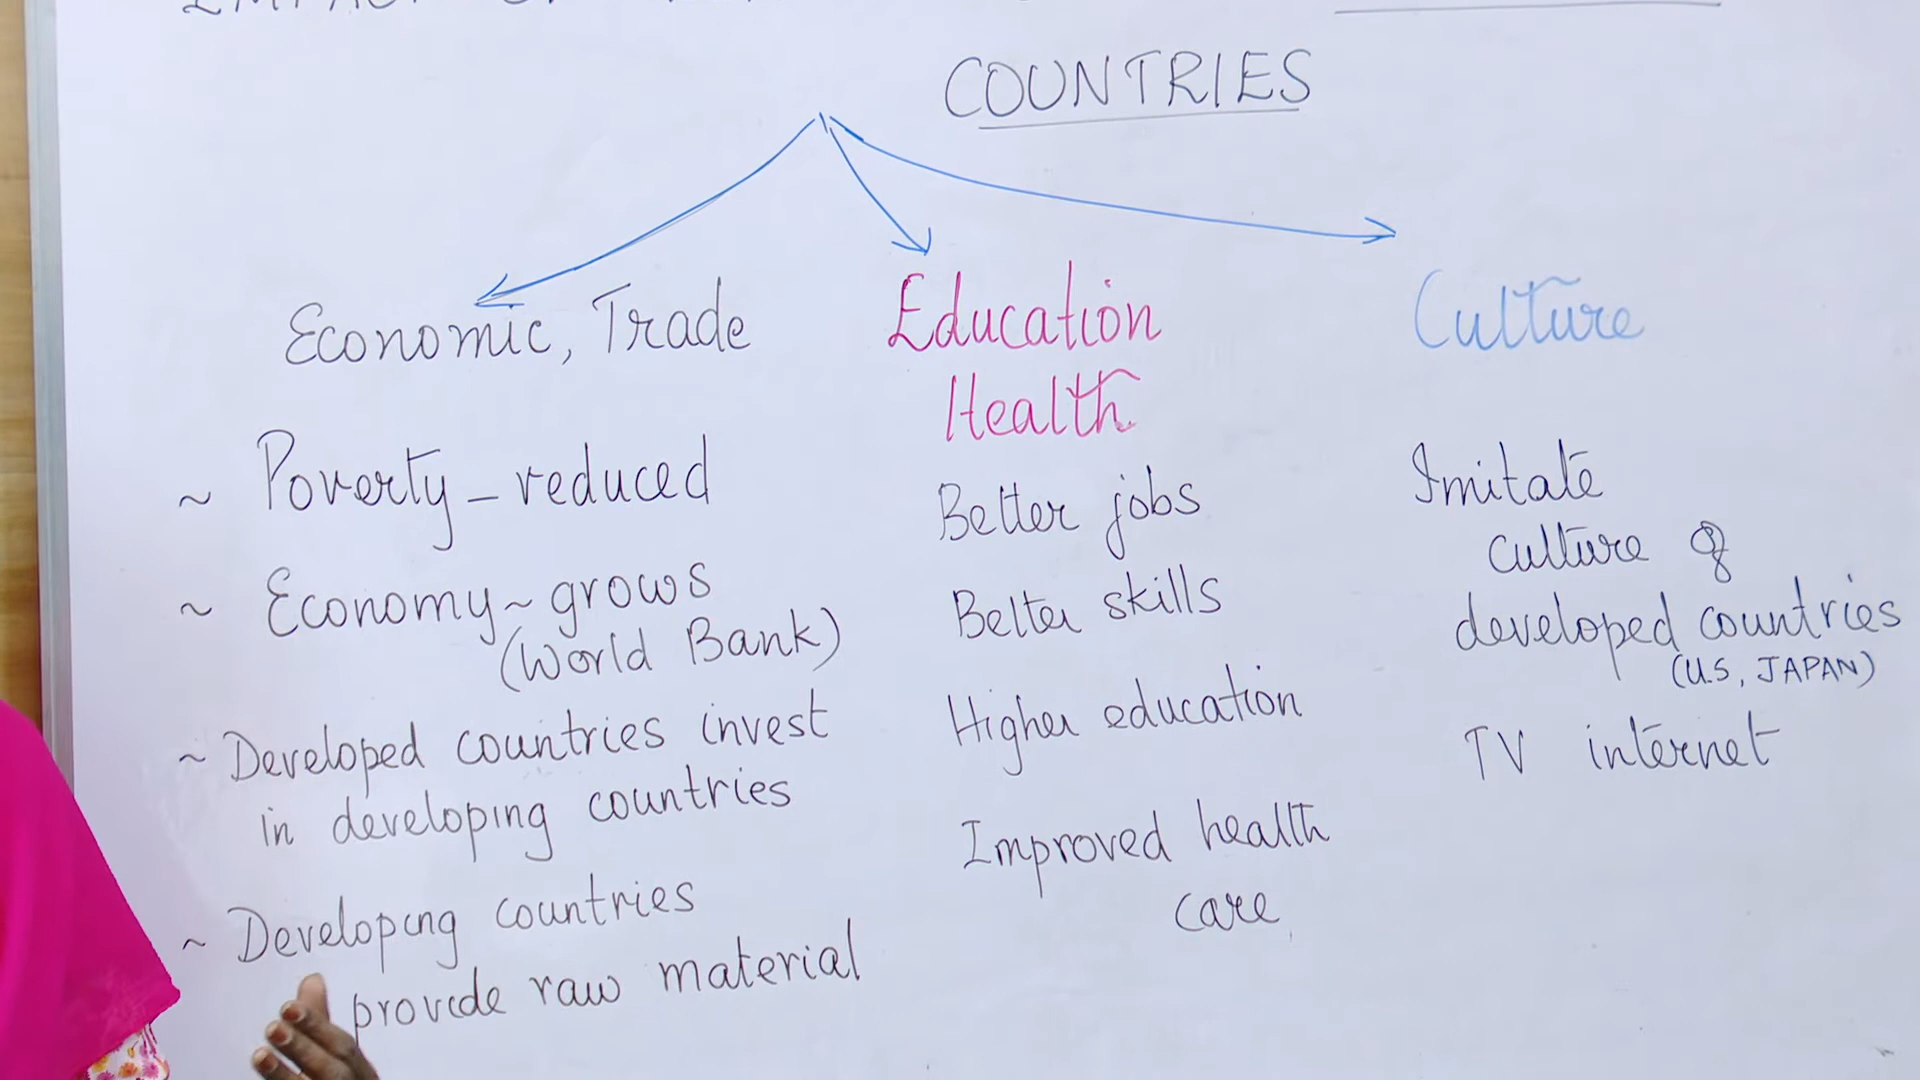 IMPACT
COUNTRIES
Economic, Trade
~ Poverty - reduced
~ Economy ~ grows
(World Bank)
~ Developed countries invest
in developing countries
~ Developing countries
provide raw material
Education
Health
Better jobs
Better skills
Higher education
Improved health
care
Culture
Imitate
culture of
developed countries
(U.S, JAPAN)
TV internet